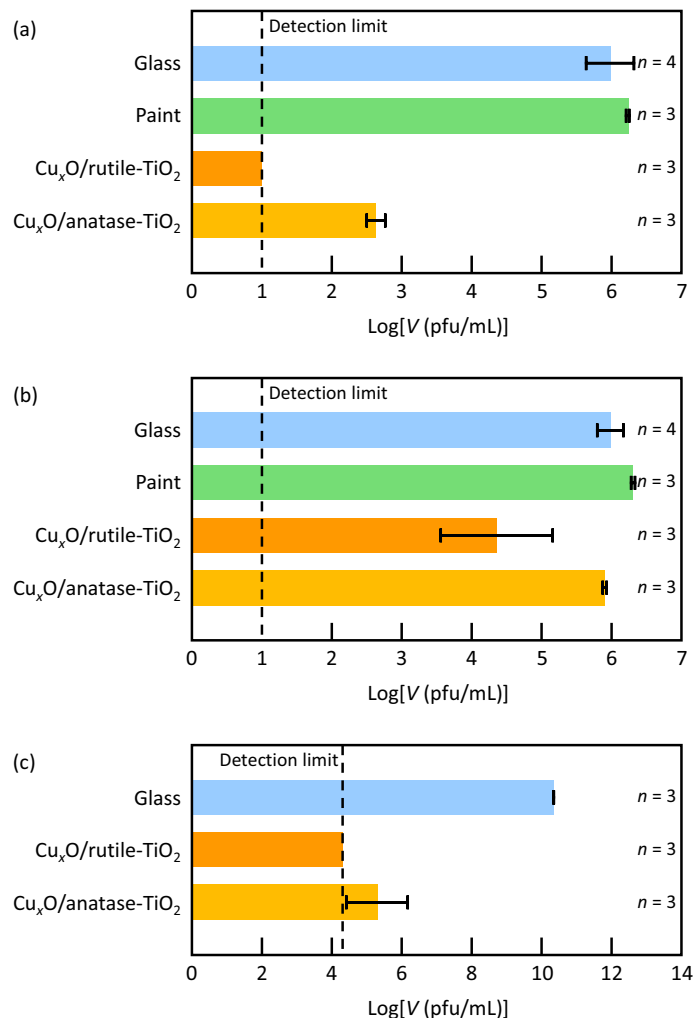 (a)
Detection limit
Glass
n = 4
Paint
n = 3
CuₓO/rutile-TiO₂
n = 3
CuₓO/anatase-TiO₂
n = 3
0 1 2 3 4 5 6 7
Log[V (pfu/mL)]
(b)
Detection limit
Glass
n = 4
Paint
n = 3
CuₓO/rutile-TiO₂
n = 3
CuₓO/anatase-TiO₂
n = 3
0 1 2 3 4 5 6 7
Log[V (pfu/mL)]
(c)
Detection limit
Glass
n = 3
CuₓO/rutile-TiO₂
n = 3
CuₓO/anatase-TiO₂
n = 3
0 2 4 6 8 10 12 14
Log[V (pfu/mL)]